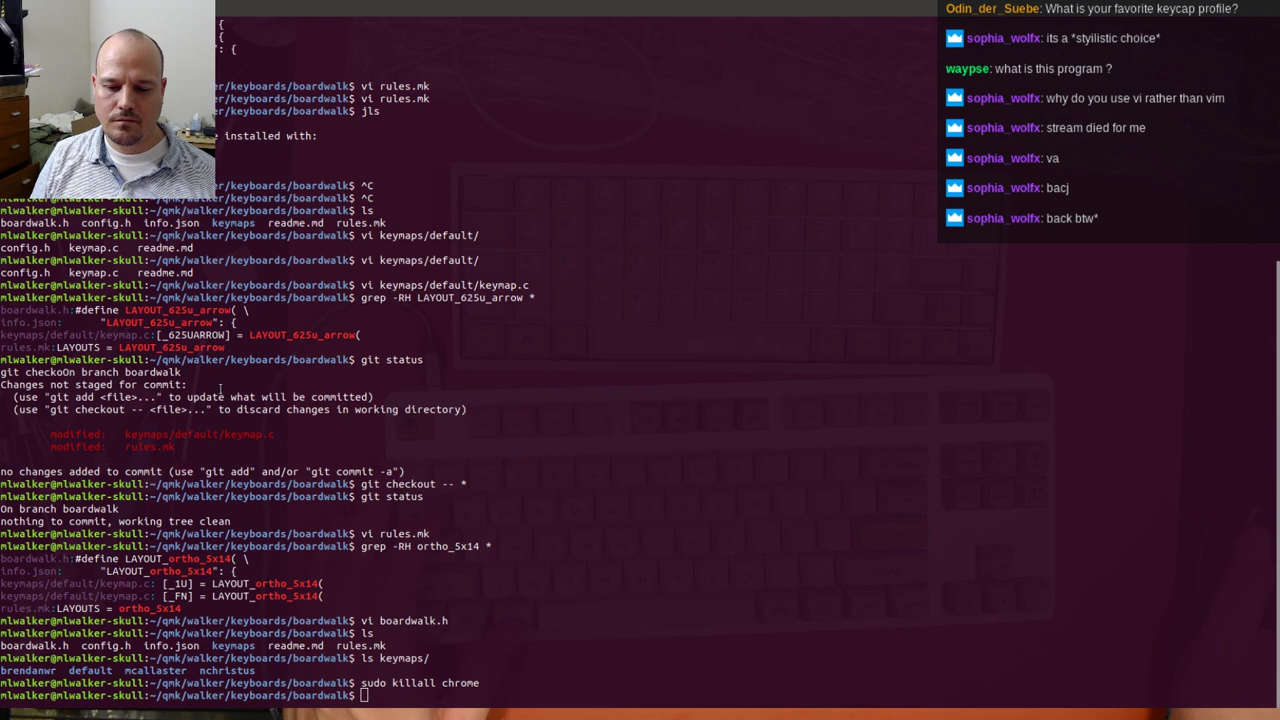 {
{
": {
er/keyboards/boardwalk$ vi rules.mk
er/keyboards/boardwalk$ vi rules.mk
er/keyboards/boardwalk$ jls
e installed with:
er/keyboards/boardwalk$ ^C
mlwalker@mlwalker-skull:~/qmk/walker/keyboards/boardwalk$ ^C
mlwalker@mlwalker-skull:~/qmk/walker/keyboards/boardwalk$ ls
boardwalk.h  config.h  info.json  keymaps  readme.md  rules.mk
mlwalker@mlwalker-skull:~/qmk/walker/keyboards/boardwalk$ vi keymaps/default/
config.h  keymap.c  readme.md
mlwalker@mlwalker-skull:~/qmk/walker/keyboards/boardwalk$ vi keymaps/default/
config.h  keymap.c  readme.md
mlwalker@mlwalker-skull:~/qmk/walker/keyboards/boardwalk$ vi keymaps/default/keymap.c
mlwalker@mlwalker-skull:~/qmk/walker/keyboards/boardwalk$ grep -RH LAYOUT_625u_arrow *
boardwalk.h:#define LAYOUT_625u_arrow( \
info.json:      "LAYOUT_625u_arrow": {
keymaps/default/keymap.c:[_625UARROW] = LAYOUT_625u_arrow(
rules.mk:LAYOUTS = LAYOUT_625u_arrow
mlwalker@mlwalker-skull:~/qmk/walker/keyboards/boardwalk$ git status
git checkoOn branch boardwalk
Changes not staged for commit:
  (use "git add <file>..." to update what will be committed)
  (use "git checkout -- <file>..." to discard changes in working directory)
        modified:   keymaps/default/keymap.c
        modified:   rules.mk
no changes added to commit (use "git add" and/or "git commit -a")
mlwalker@mlwalker-skull:~/qmk/walker/keyboards/boardwalk$ git checkout -- *
mlwalker@mlwalker-skull:~/qmk/walker/keyboards/boardwalk$ git status
On branch boardwalk
nothing to commit, working tree clean
mlwalker@mlwalker-skull:~/qmk/walker/keyboards/boardwalk$ vi rules.mk
mlwalker@mlwalker-skull:~/qmk/walker/keyboards/boardwalk$ grep -RH ortho_5x14 *
boardwalk.h:#define LAYOUT_ortho_5x14( \
info.json:      "LAYOUT_ortho_5x14": {
keymaps/default/keymap.c: [_1U] = LAYOUT_ortho_5x14(
keymaps/default/keymap.c: [_FN] = LAYOUT_ortho_5x14(
rules.mk:LAYOUTS = ortho_5x14
mlwalker@mlwalker-skull:~/qmk/walker/keyboards/boardwalk$ vi boardwalk.h
mlwalker@mlwalker-skull:~/qmk/walker/keyboards/boardwalk$ ls
boardwalk.h  config.h  info.json  keymaps  readme.md  rules.mk
mlwalker@mlwalker-skull:~/qmk/walker/keyboards/boardwalk$ ls keymaps/
brendanwr  default  mcallaster  nchristus
mlwalker@mlwalker-skull:~/qmk/walker/keyboards/boardwalk$ sudo killall chrome
mlwalker@mlwalker-skull:~/qmk/walker/keyboards/boardwalk$
Odin_der_Suebe: What is your favorite keycap profile?
sophia_wolfx: its a *styilistic choice*
waypse: what is this program ?
sophia_wolfx: why do you use vi rather than vim
sophia_wolfx: stream died for me
sophia_wolfx: va
sophia_wolfx: bacj
sophia_wolfx: back btw*